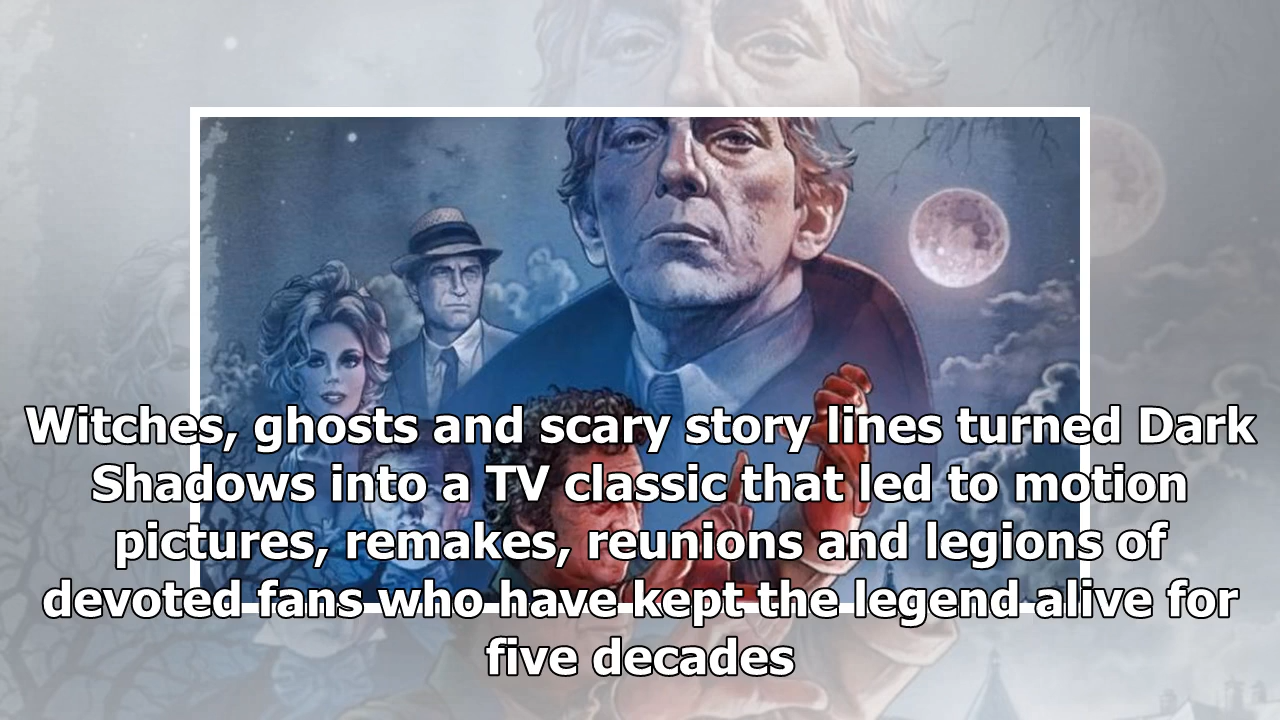 Witches, ghosts and scary story lines turned Dark
Shadows into a TV classic that led to motion
pictures, remakes, reunions and legions of
devoted fans who have kept the legend alive for
five decades